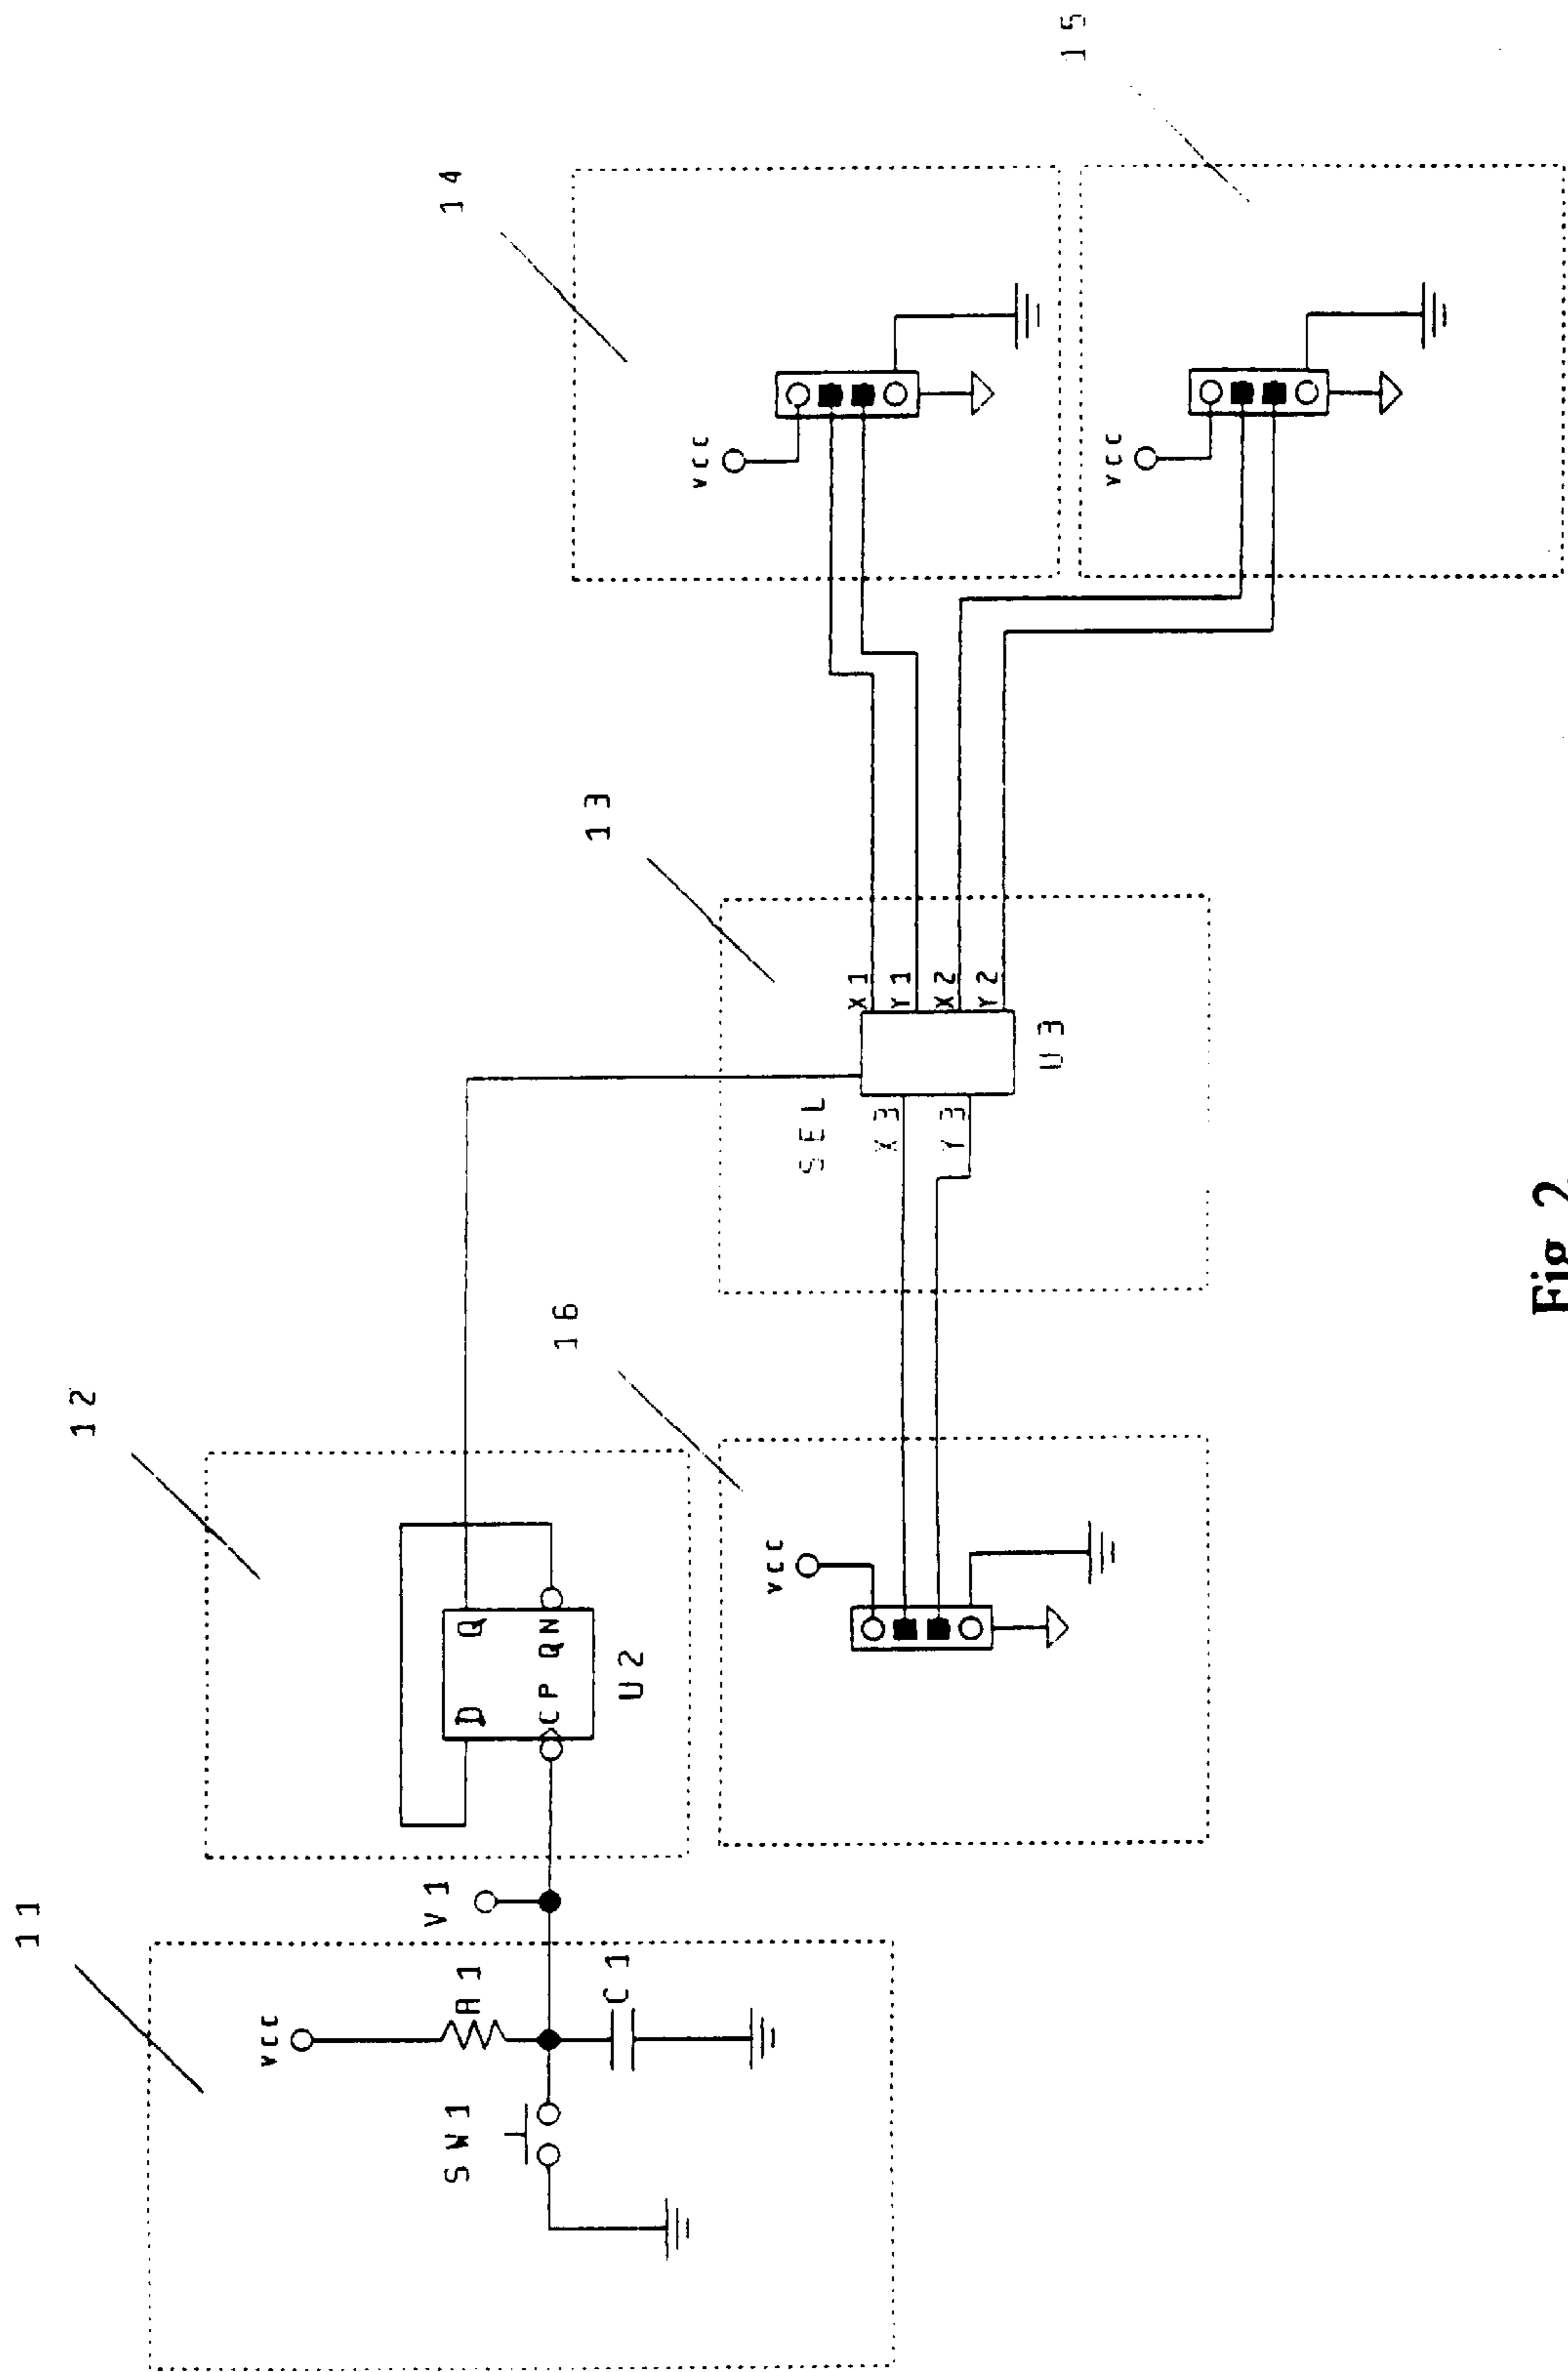 11
VCC
R1
SW1
C1
V1
12
D
Q
CP
QN
U2
16
VCC
13
SEL
X3
Y3
X1
Y1
X2
Y2
U3
14
VCC
15
VCC
Fig. 2